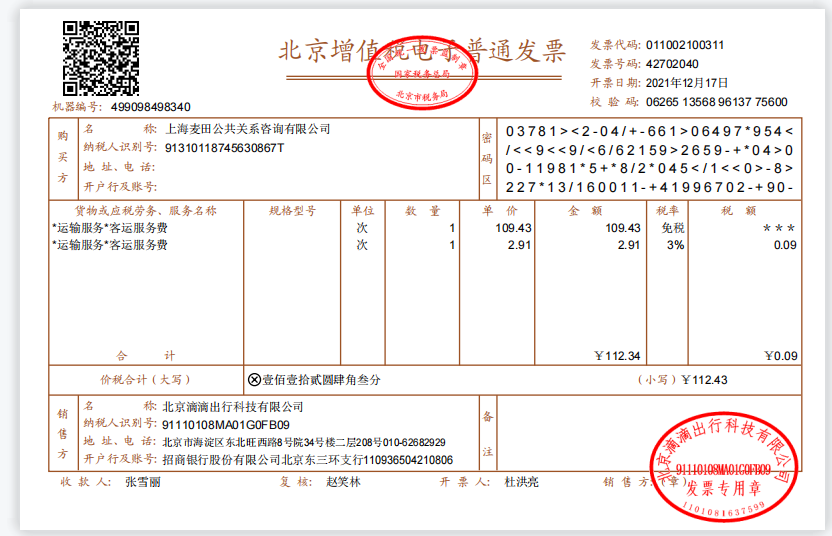 北京增值税电子普通发票
全国统一发票监制章
国家税务总局
北京市税务局
发票代码: 011002100311
发票号码: 42702040
开票日期: 2021年12月17日
校 验 码: 06265 13568 96137 75600
机器编号: 499098498340
购买方
名 称: 上海麦田公共关系咨询有限公司
纳税人识别号: 91310118745630867T
地 址、电 话:
开户行及账号:
密码区
03781><2-04/+-661>06497*954<
/<<9<<9/<6/62159>2659-+*04>0
0-11981*5+*8/2*045</1<<0>-8>
227*13/160011-+41996702-+90-
货物或应税劳务、服务名称 规格型号 单位 数 量 单 价 金 额 税率 税 额
*运输服务*客运服务费 次 1 109.43 109.43 免税 ***
*运输服务*客运服务费 次 1 2.91 2.91 3% 0.09
合 计 ￥112.34 ￥0.09
价税合计（大写） ⊗壹佰壹拾贰圆肆角叁分 （小写）￥112.43
销售方
名 称: 北京滴滴出行科技有限公司
纳税人识别号: 91110108MA01G0FB09
地 址、电 话: 北京市海淀区东北旺西路8号院34号楼二层208号010-62682929
开户行及账号: 招商银行股份有限公司北京东三环支行110936504210806
备注
收 款 人: 张雪丽 复 核: 赵笑林 开 票 人: 杜洪亮 销 售 方:（章）
北京滴滴出行科技有限公司
91110108MA01G0FB09
发票专用章
1101081637599